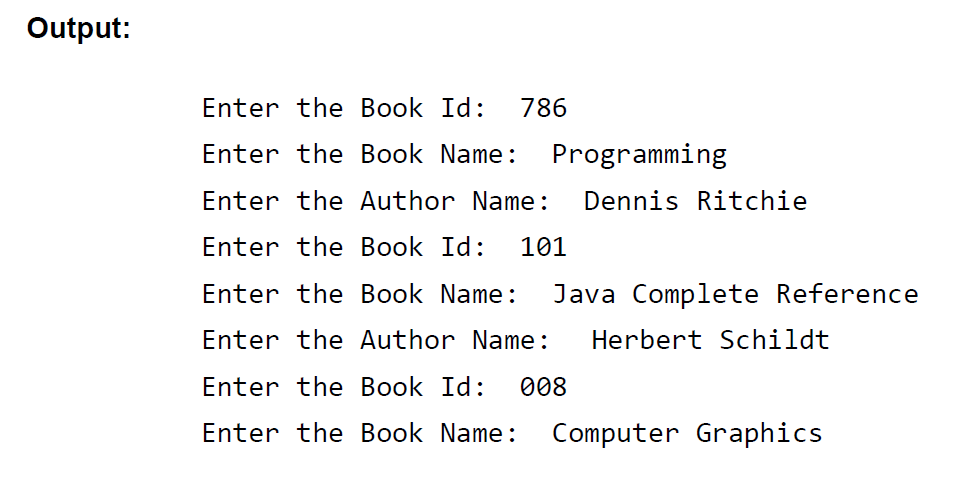 Output:
Enter the Book Id:  786
Enter the Book Name:  Programming
Enter the Author Name:  Dennis Ritchie
Enter the Book Id:  101
Enter the Book Name:  Java Complete Reference
Enter the Author Name:  Herbert Schildt
Enter the Book Id:  008
Enter the Book Name:  Computer Graphics